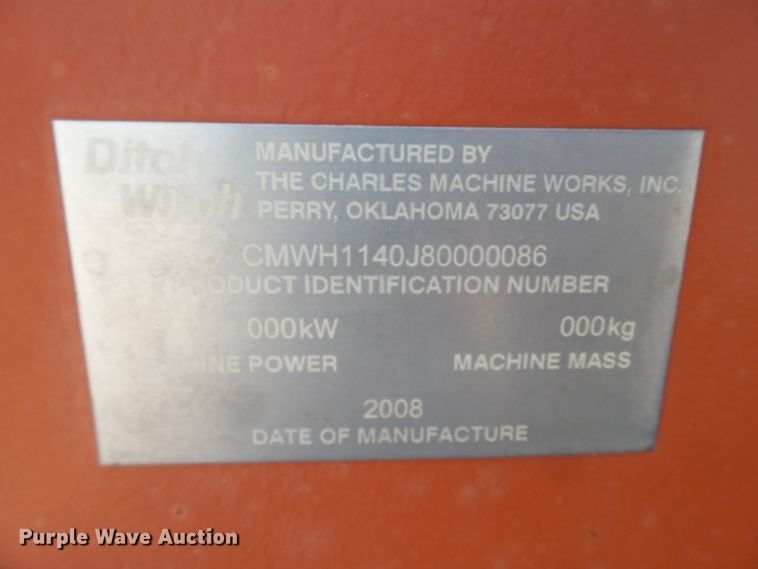 Ditch
Witch
MANUFACTURED BY
THE CHARLES MACHINE WORKS, INC.
PERRY, OKLAHOMA 73077 USA
CMWH1140J80000086
PRODUCT IDENTIFICATION NUMBER
000kW 000kg
MACHINE POWER MACHINE MASS
2008
DATE OF MANUFACTURE
Purple Wave Auction